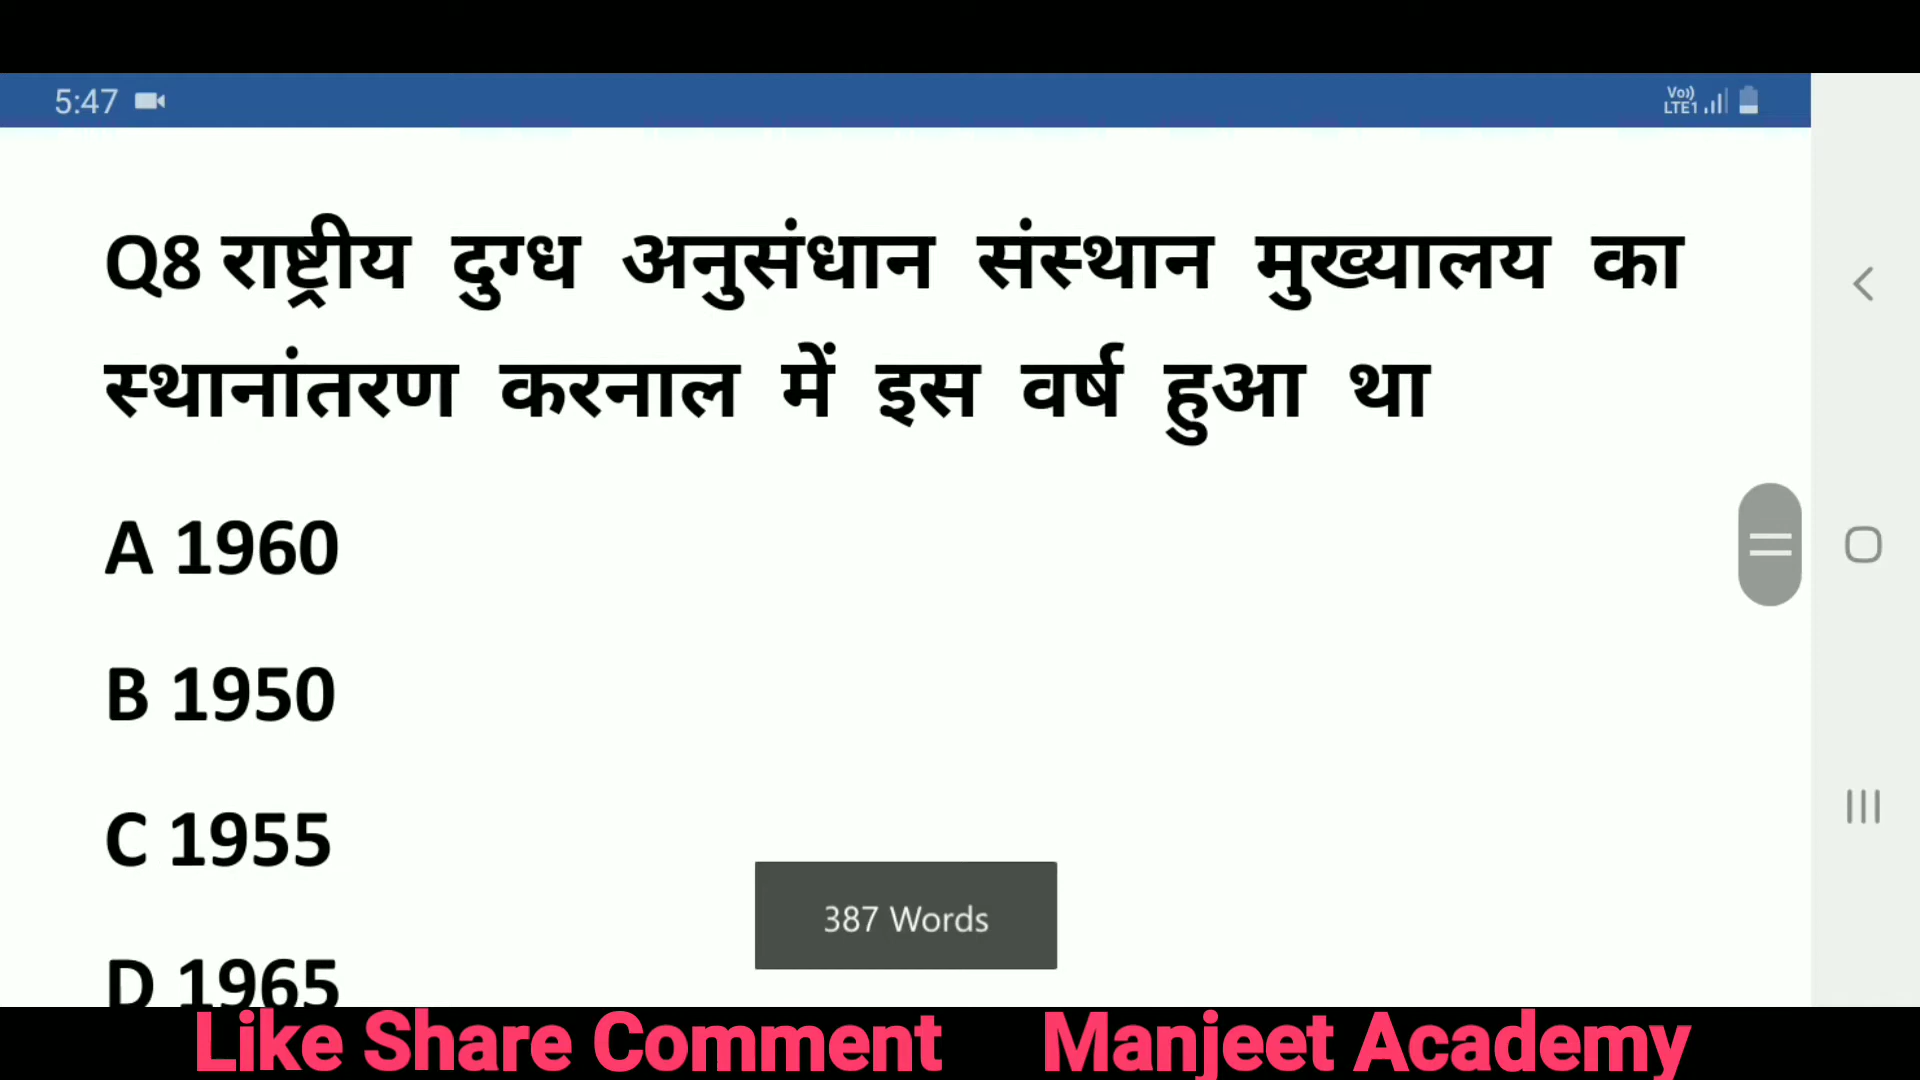 5:47
Vo)) LTE1
Q8 राष्ट्रीय दुग्ध अनुसंधान संस्थान मुख्यालय का
स्थानांतरण करनाल में इस वर्ष हुआ था
A 1960
B 1950
C 1955
387 Words
D 1965
Like Share Comment Manjeet Academy